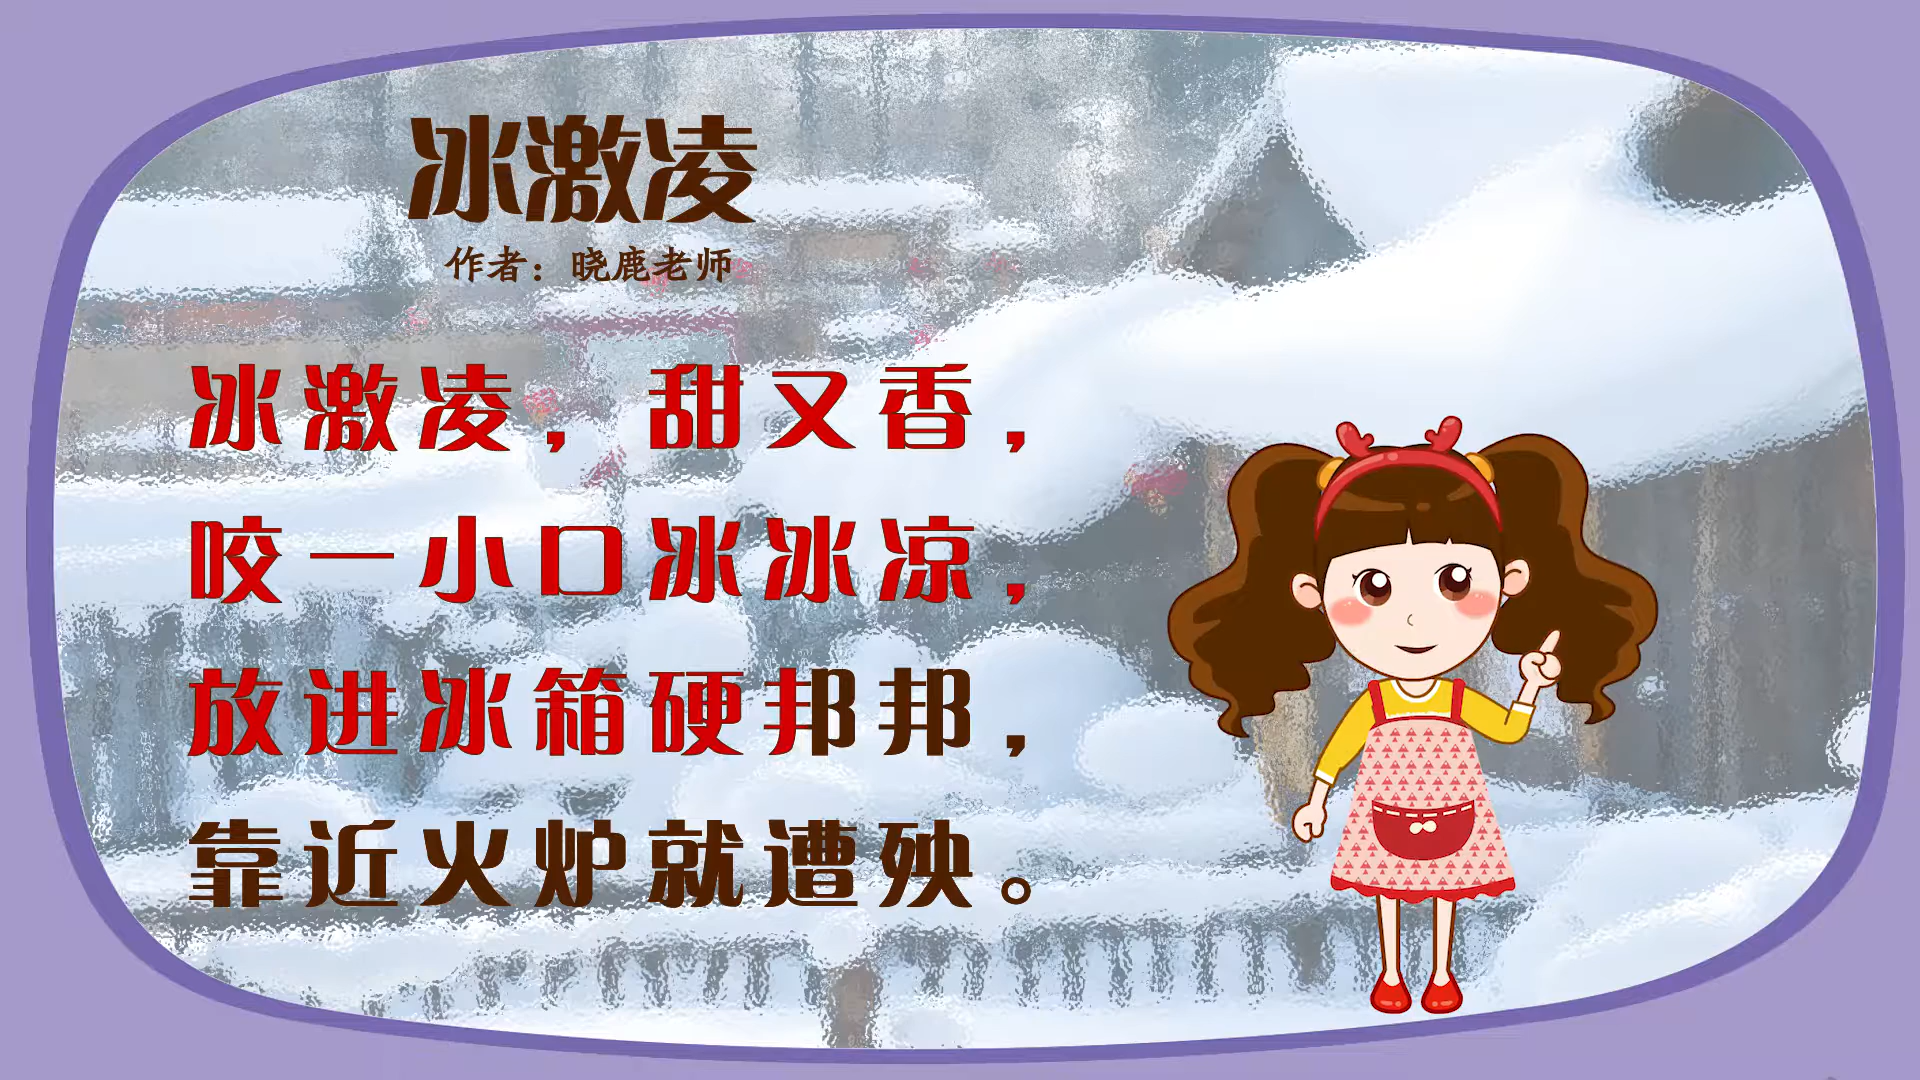 冰激凌
作者：晓鹿老师
冰激凌，甜又香，
咬一小口冰冰凉，
放进冰箱硬邦邦，
靠近火炉就遭殃。